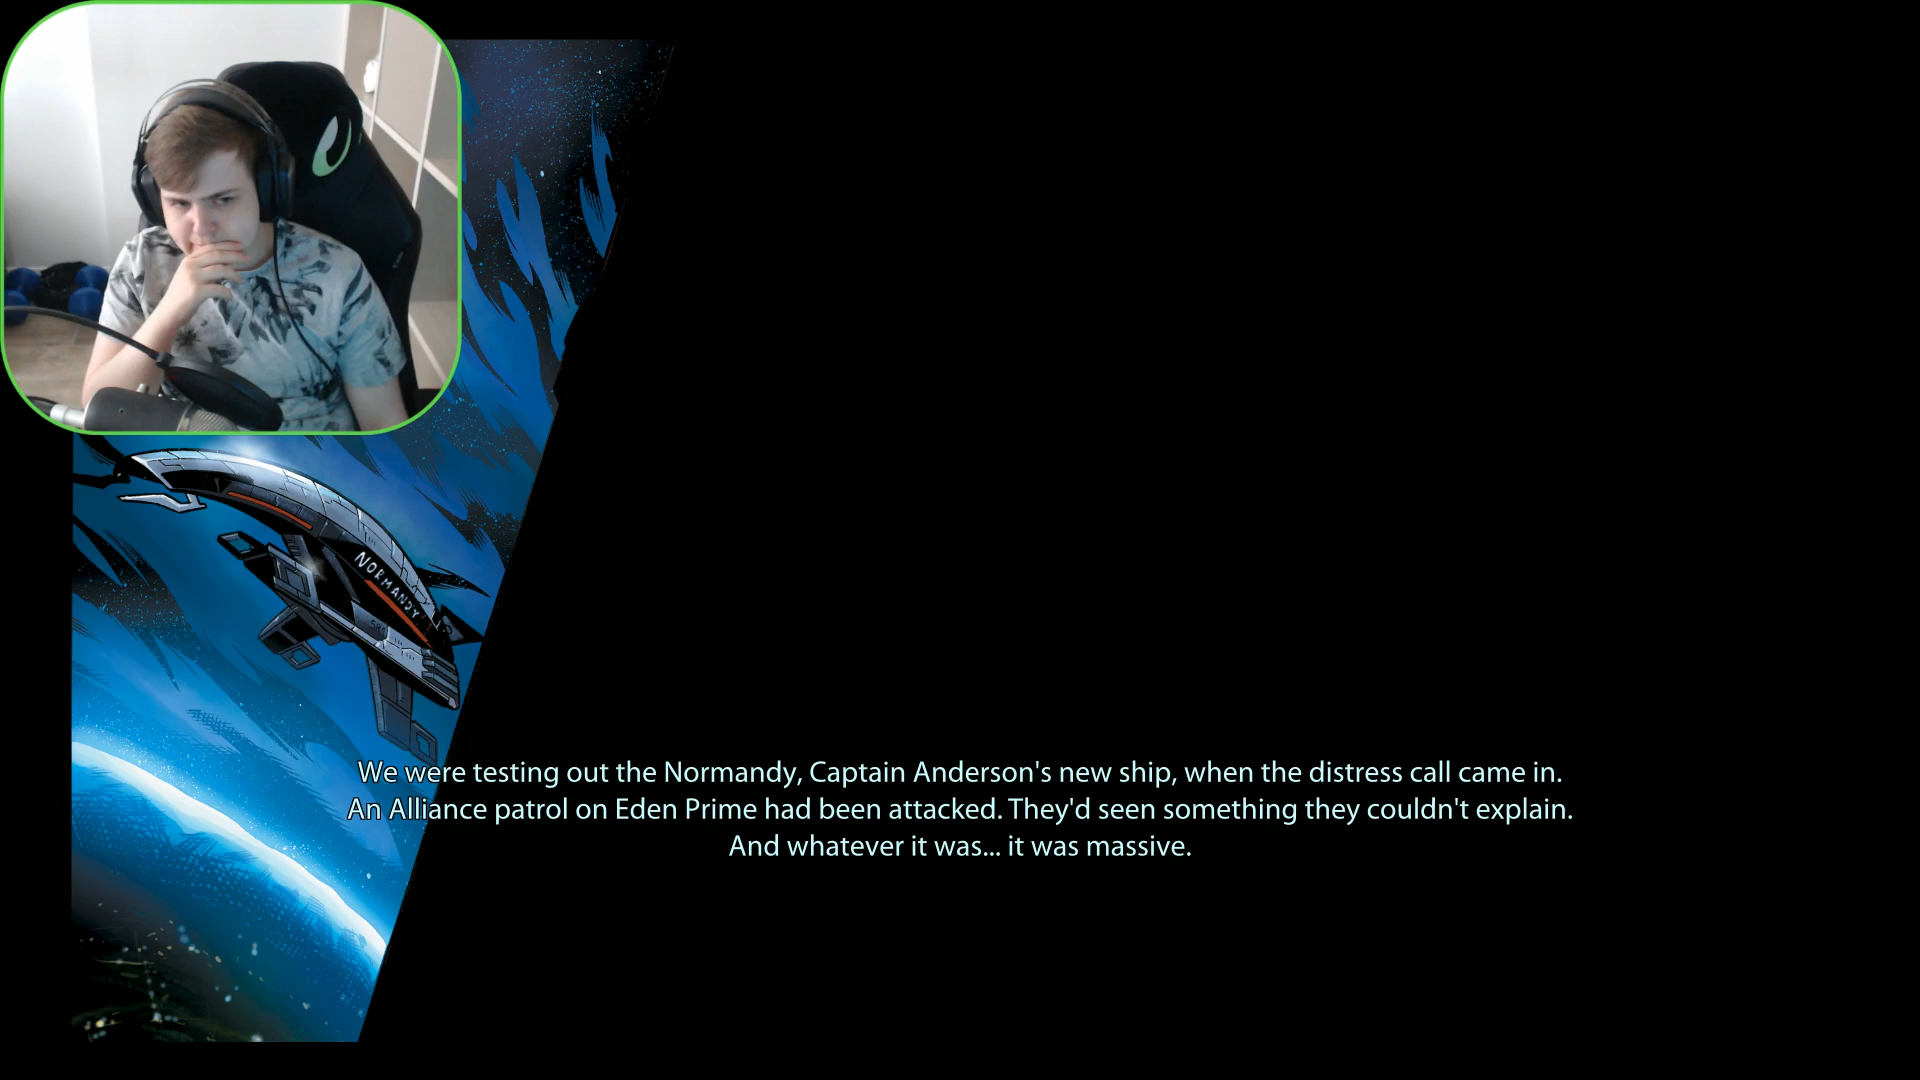 NORMANDY
We were testing out the Normandy, Captain Anderson's new ship, when the distress call came in.
An Alliance patrol on Eden Prime had been attacked. They'd seen something they couldn't explain.
And whatever it was... it was massive.